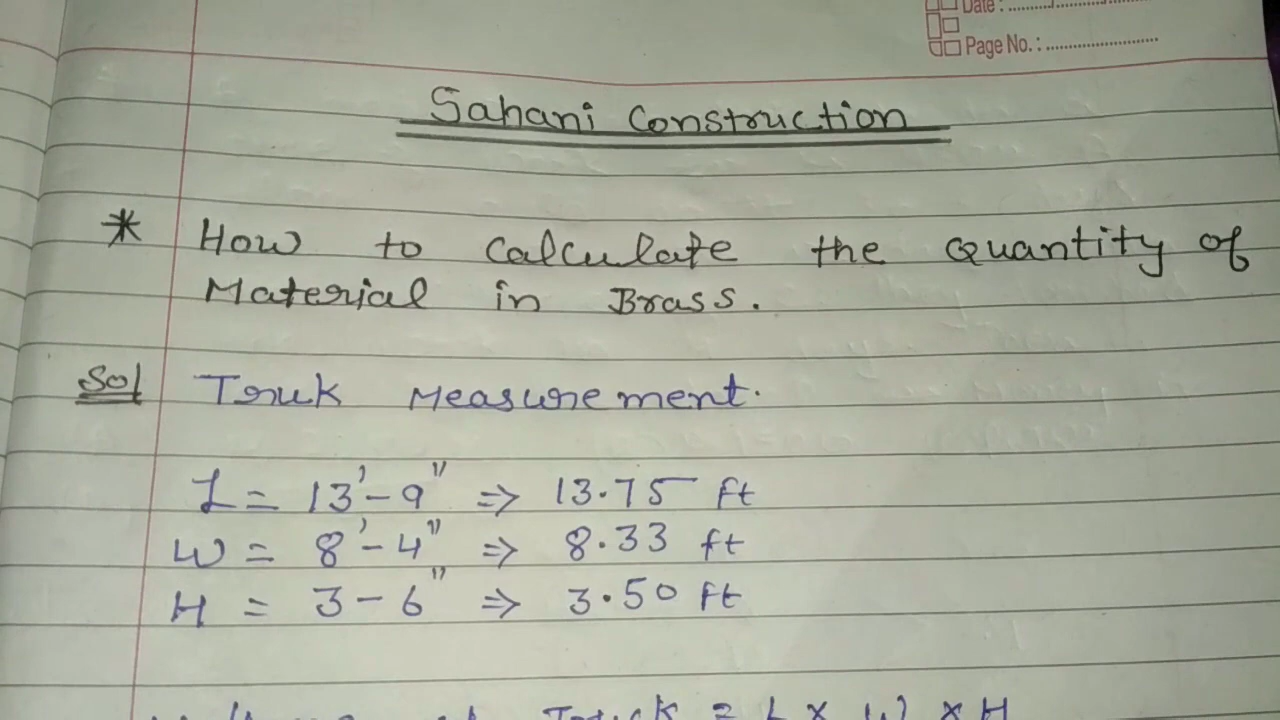 Date :
Page No. :
Sahani Construction
* How to Calculate the Quantity of
Material in Brass.
Sol Truk Measurement.
L = 13'-9" ⇒ 13.75 ft
W = 8'-4" ⇒ 8.33 ft
H = 3-6" ⇒ 3.50 ft
Truck = L × W × H